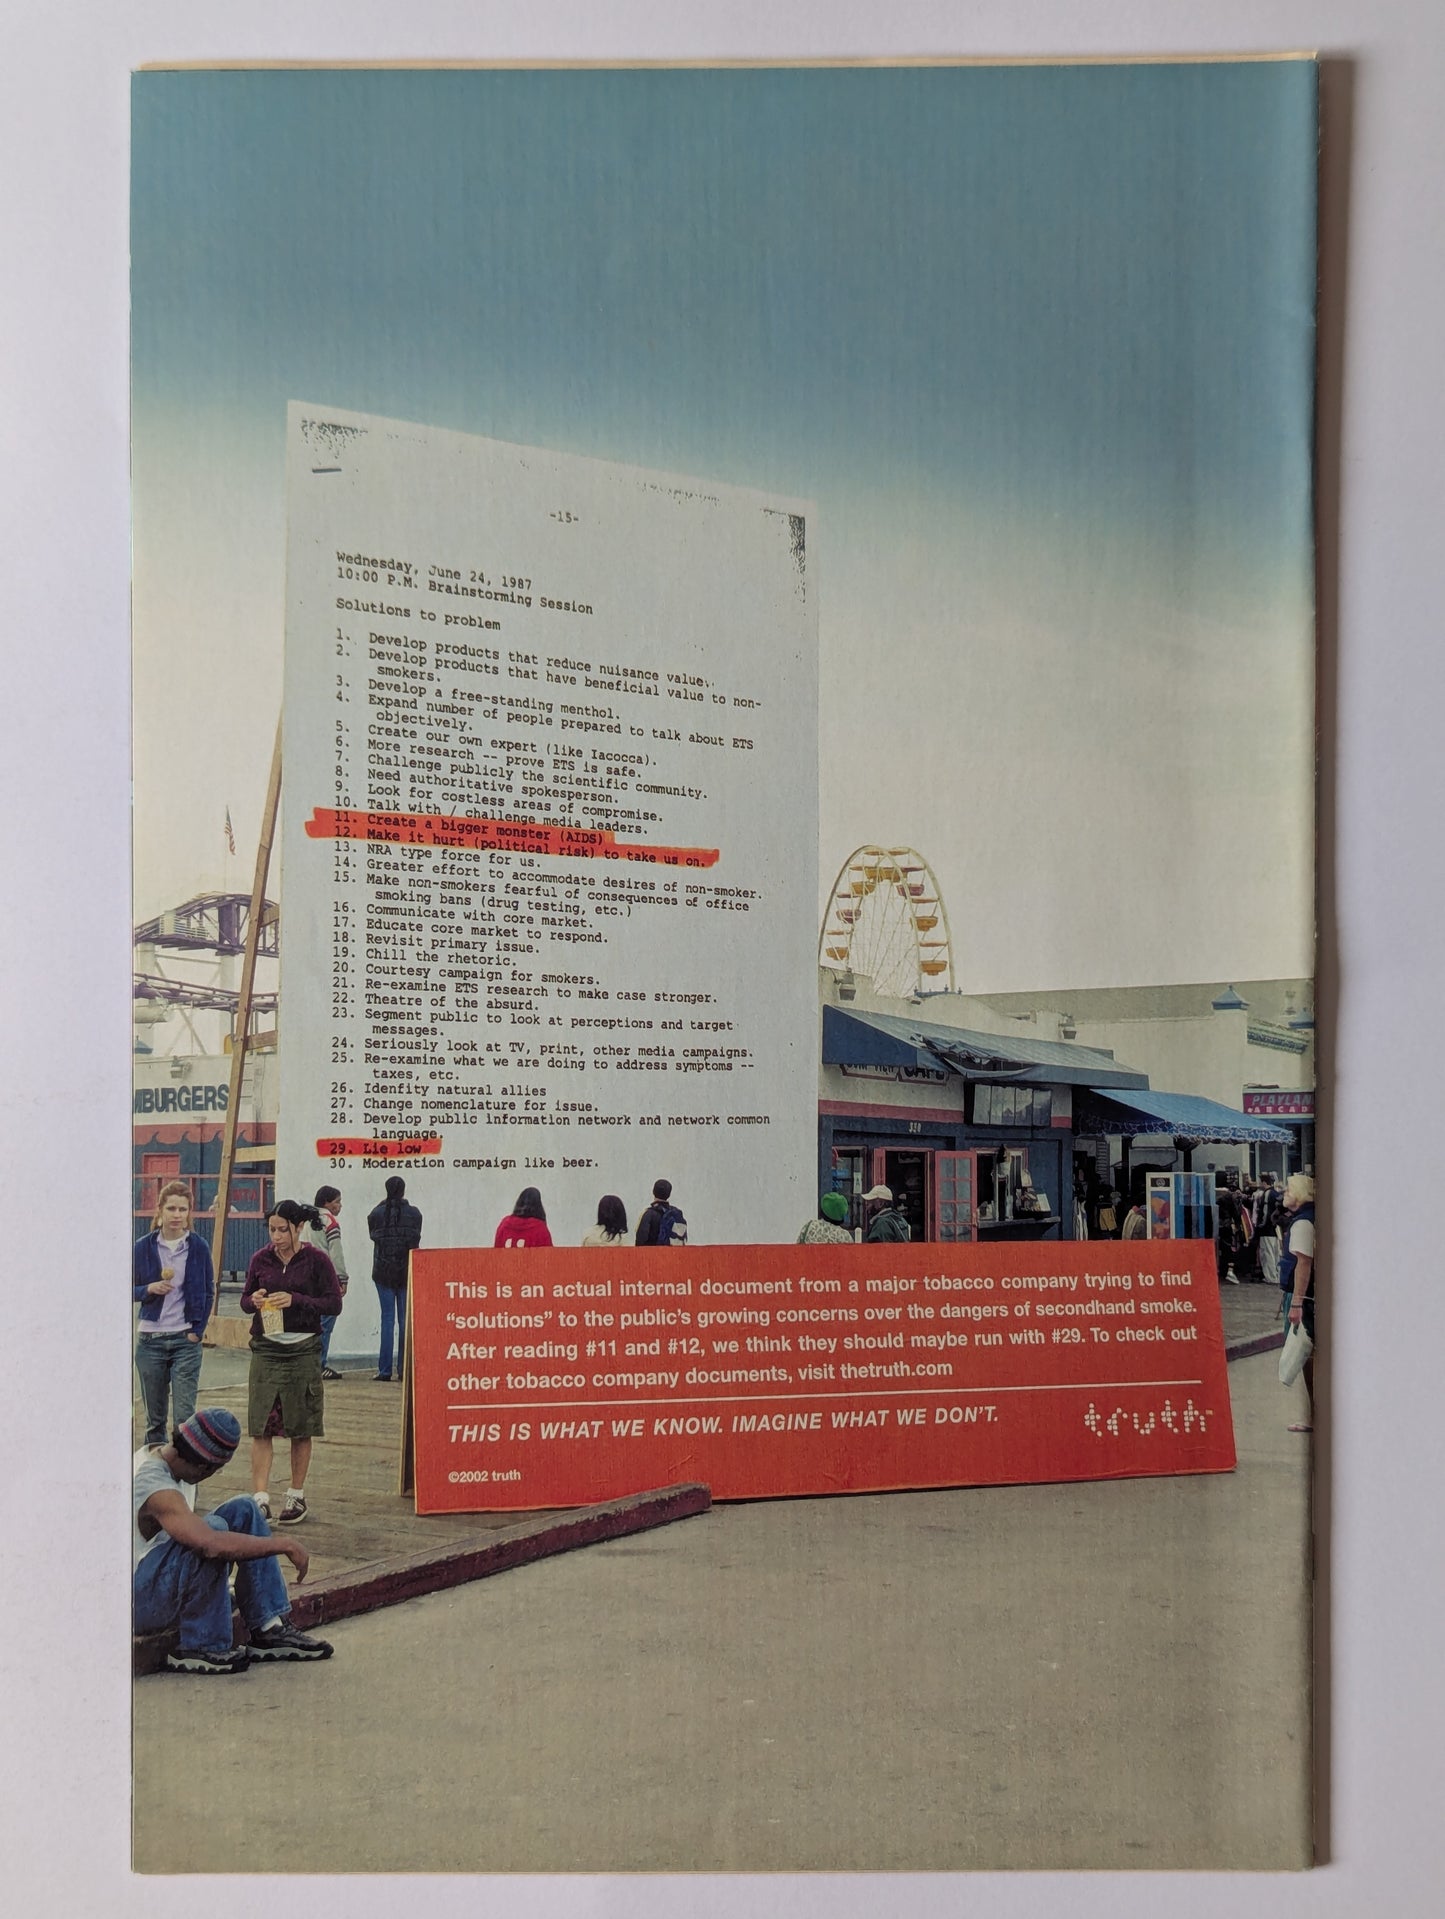 -15-
Wednesday, June 24, 1987
10:00 P.M. Brainstorming Session
Solutions to problem
1. Develop products that reduce nuisance value.
2. Develop products that have beneficial value to non-
smokers.
3. Develop a free-standing menthol.
4. Expand number of people prepared to talk about ETS
objectively.
5. Create our own expert (like Iacocca).
6. More research -- prove ETS is safe.
7. Challenge publicly the scientific community.
8. Need authoritative spokesperson.
9. Look for costless areas of compromise.
10. Talk with / challenge media leaders.
11. Create a bigger monster (AIDS)
12. Make it hurt (political risk) to take us on.
13. NRA type force for us.
14. Greater effort to accommodate desires of non-smoker.
15. Make non-smokers fearful of consequences of office
smoking bans (drug testing, etc.)
16. Communicate with core market.
17. Educate core market to respond.
18. Revisit primary issue.
19. Chill the rhetoric.
20. Courtesy campaign for smokers.
21. Re-examine ETS research to make case stronger.
22. Theatre of the absurd.
23. Segment public to look at perceptions and target
messages.
24. Seriously look at TV, print, other media campaigns.
25. Re-examine what we are doing to address symptoms --
taxes, etc.
26. Idenfity natural allies
27. Change nomenclature for issue.
28. Develop public information network and network common
language.
29. Lie low
30. Moderation campaign like beer.
MBURGERS
CAFE
330
PLAYLAN
ARCAD
This is an actual internal document from a major tobacco company trying to find
“solutions” to the public’s growing concerns over the dangers of secondhand smoke.
After reading #11 and #12, we think they should maybe run with #29. To check out
other tobacco company documents, visit thetruth.com
THIS IS WHAT WE KNOW. IMAGINE WHAT WE DON’T.
truth
©2002 truth